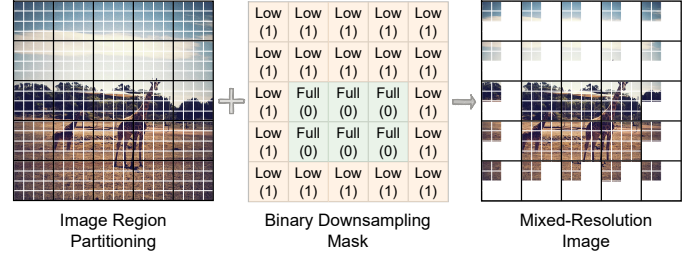 Low Low Low Low Low
(1) (1) (1) (1) (1)
Low Low Low Low Low
(1) (1) (1) (1) (1)
Low Full Full Full Low
(1) (0) (0) (0) (1)
Low Full Full Full Low
(1) (0) (0) (0) (1)
Low Low Low Low Low
(1) (1) (1) (1) (1)
Image Region
Partitioning
Binary Downsampling
Mask
Mixed-Resolution
Image